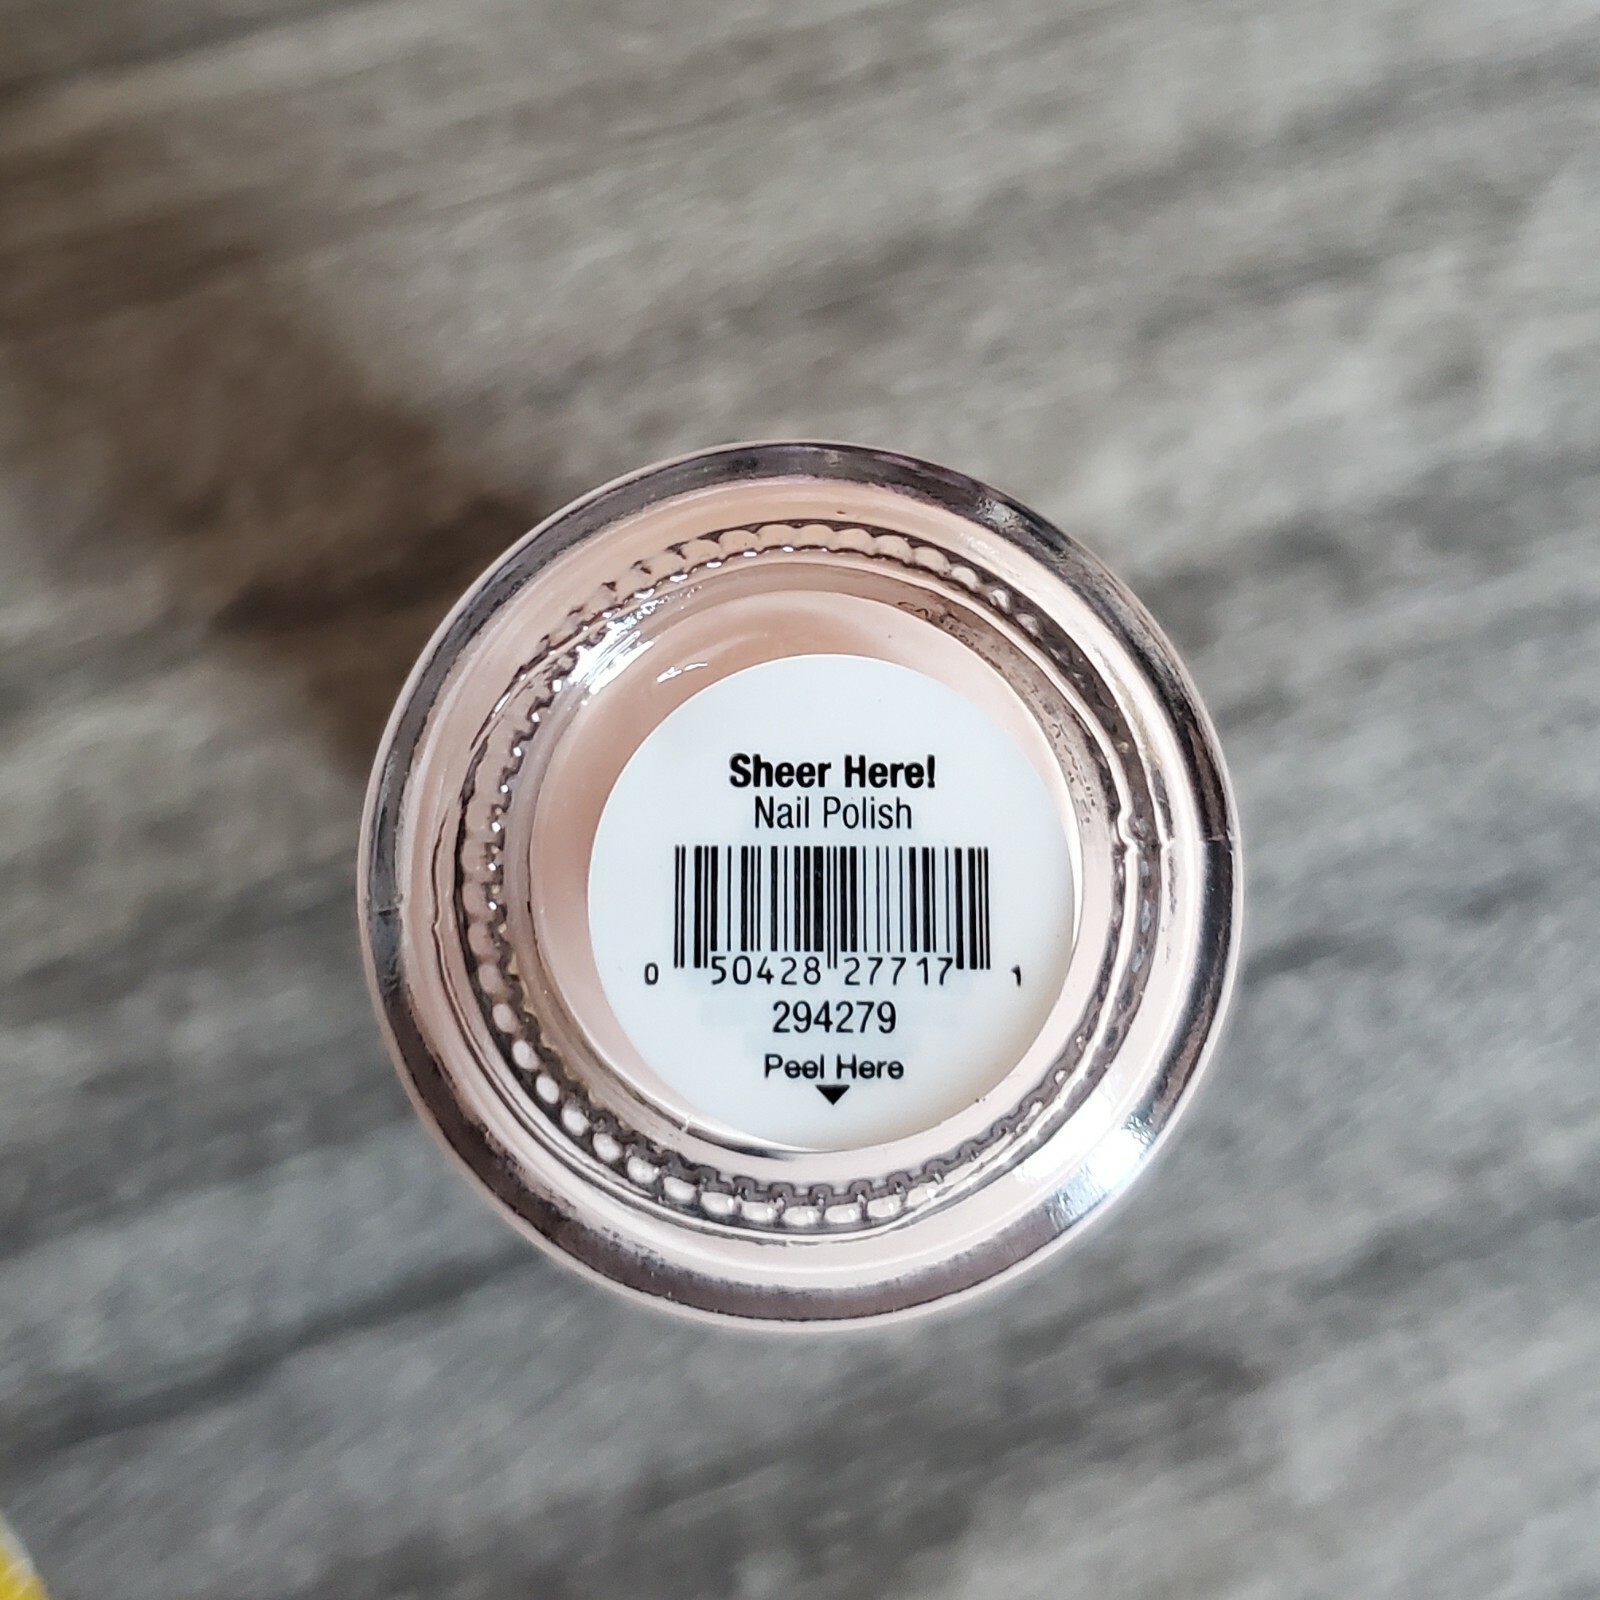 Sheer Here!
Nail Polish
0 50428 27717 1
294279
Peel Here